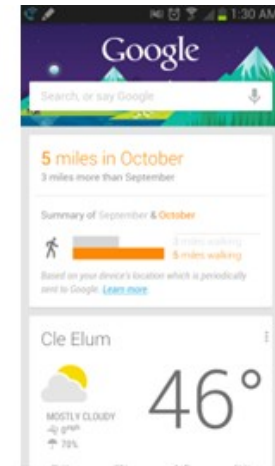 1:30 AM
Google
Search, or say Google
5 miles in October
3 miles more than September
Summary of September & October
3 miles walking
5 miles walking
Based on your device's location which is periodically
sent to Google. Learn more.
Cle Elum
46°
MOSTLY CLOUDY
70%